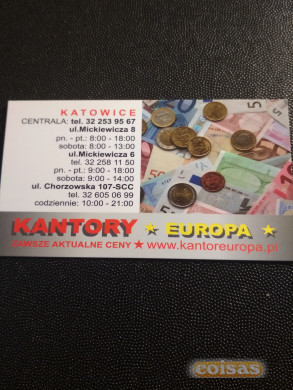 KATOWICE
CENTRALA: tel. 32 253 95 67
ul.Mickiewicza 8
pn. - pt.: 8:00 - 18:00
sobota: 8:00 - 13:00
ul.Mickiewicza 6
tel. 32 258 11 50
pn. - pt.: 9:00 - 18:00
sobota: 9:00 - 14:00
ul. Chorzowska 107-SCC
tel. 32 605 06 99
codziennie: 10:00 - 21:00
KANTORY ★ EUROPA ★
ZAWSZE AKTUALNE CENY ★ www.kantoreuropa.pl
coisas